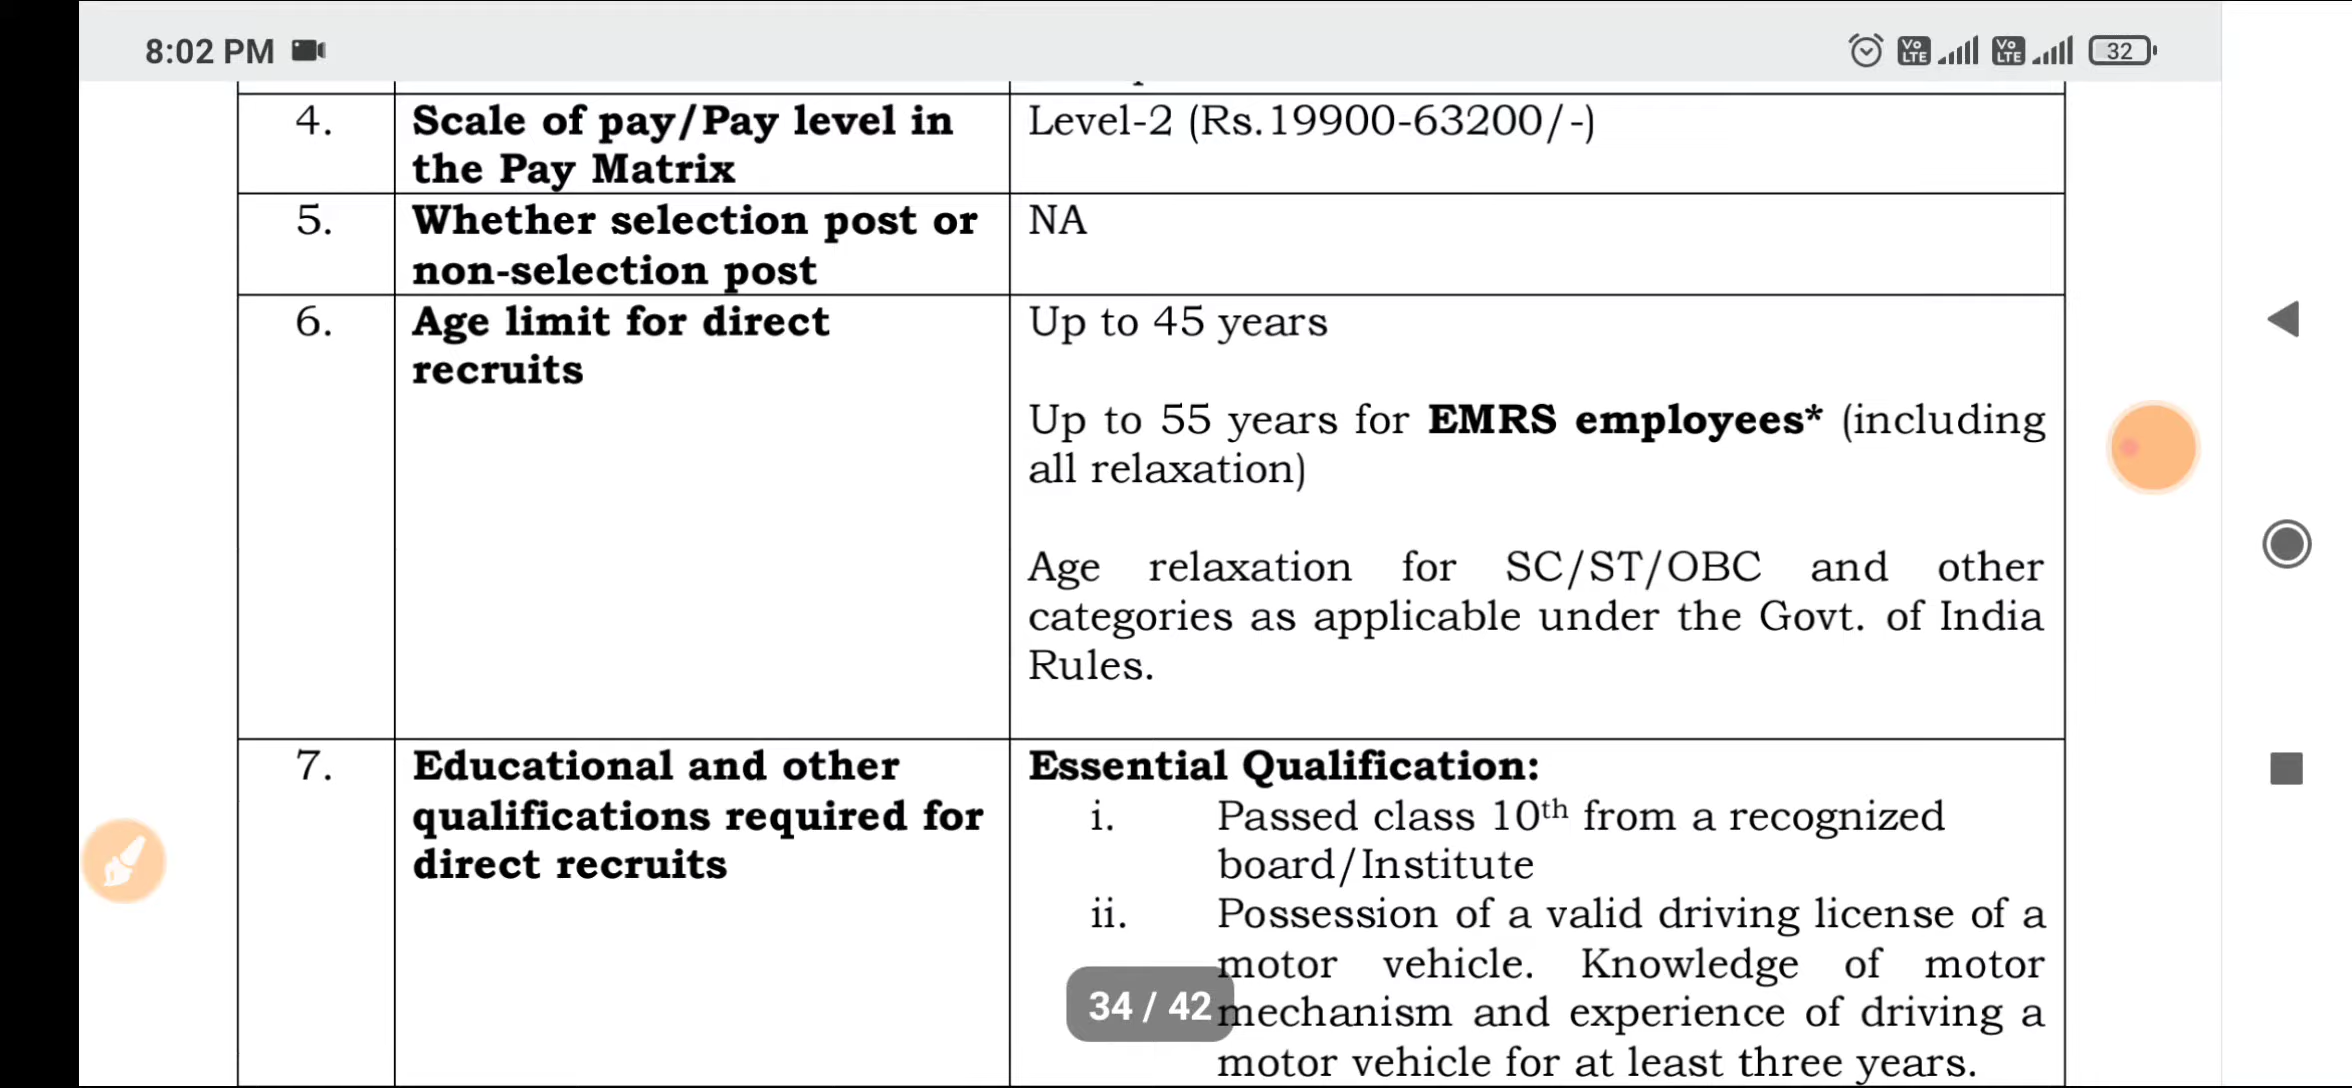 8:02 PM
Vo LTE Vo LTE 32
4. Scale of pay/Pay level in Level-2 (Rs.19900-63200/-)
the Pay Matrix
5. Whether selection post or NA
non-selection post
6. Age limit for direct Up to 45 years
recruits
Up to 55 years for EMRS employees* (including
all relaxation)
Age relaxation for SC/ST/OBC and other
categories as applicable under the Govt. of India
Rules.
7. Educational and other Essential Qualification:
qualifications required for i. Passed class 10th from a recognized
direct recruits board/Institute
ii. Possession of a valid driving license of a
motor vehicle. Knowledge of motor
34 / 42 mechanism and experience of driving a
motor vehicle for at least three years.